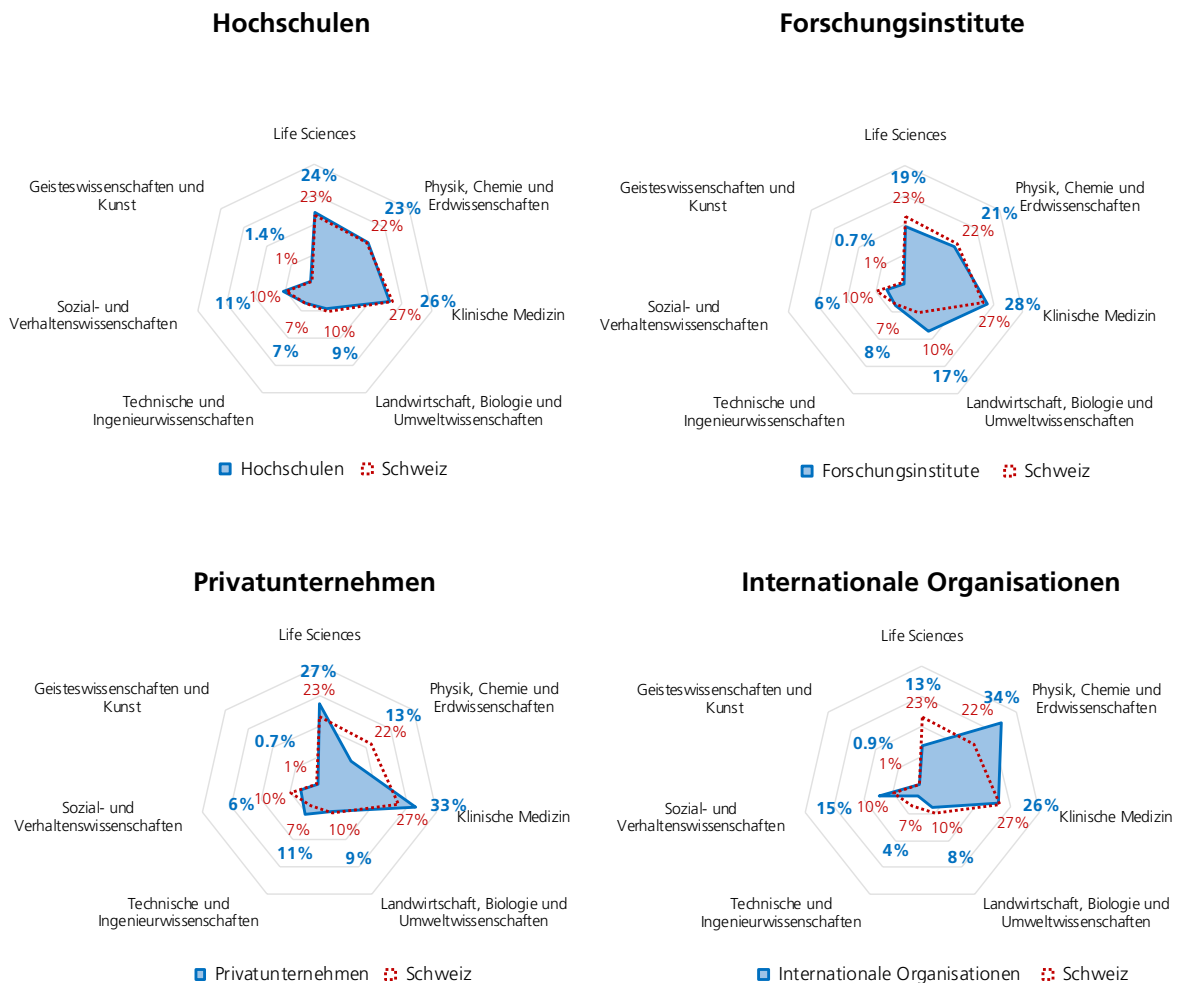 Hochschulen
Life Sciences
24%
23%
Physik, Chemie und
Erdwissenschaften
23%
22%
Klinische Medizin
26%
27%
Landwirtschaft, Biologie und
Umweltwissenschaften
10%
9%
Technische und
Ingenieurwissenschaften
7%
7%
Sozial- und
Verhaltenswissenschaften
11%
10%
Geisteswissenschaften und
Kunst
1.4%
1%
Hochschulen
Schweiz
Forschungsinstitute
Life Sciences
19%
23%
Physik, Chemie und
Erdwissenschaften
21%
22%
Klinische Medizin
28%
27%
Landwirtschaft, Biologie und
Umweltwissenschaften
10%
17%
Technische und
Ingenieurwissenschaften
7%
8%
Sozial- und
Verhaltenswissenschaften
6%
10%
Geisteswissenschaften und
Kunst
0.7%
1%
Forschungsinstitute
Schweiz
Privatunternehmen
Life Sciences
27%
23%
Physik, Chemie und
Erdwissenschaften
13%
22%
Klinische Medizin
33%
27%
Landwirtschaft, Biologie und
Umweltwissenschaften
10%
9%
Technische und
Ingenieurwissenschaften
7%
11%
Sozial- und
Verhaltenswissenschaften
6%
10%
Geisteswissenschaften und
Kunst
0.7%
1%
Privatunternehmen
Schweiz
Internationale Organisationen
Life Sciences
13%
23%
Physik, Chemie und
Erdwissenschaften
34%
22%
Klinische Medizin
26%
27%
Landwirtschaft, Biologie und
Umweltwissenschaften
10%
8%
Technische und
Ingenieurwissenschaften
7%
4%
Sozial- und
Verhaltenswissenschaften
15%
10%
Geisteswissenschaften und
Kunst
0.9%
1%
Internationale Organisationen
Schweiz